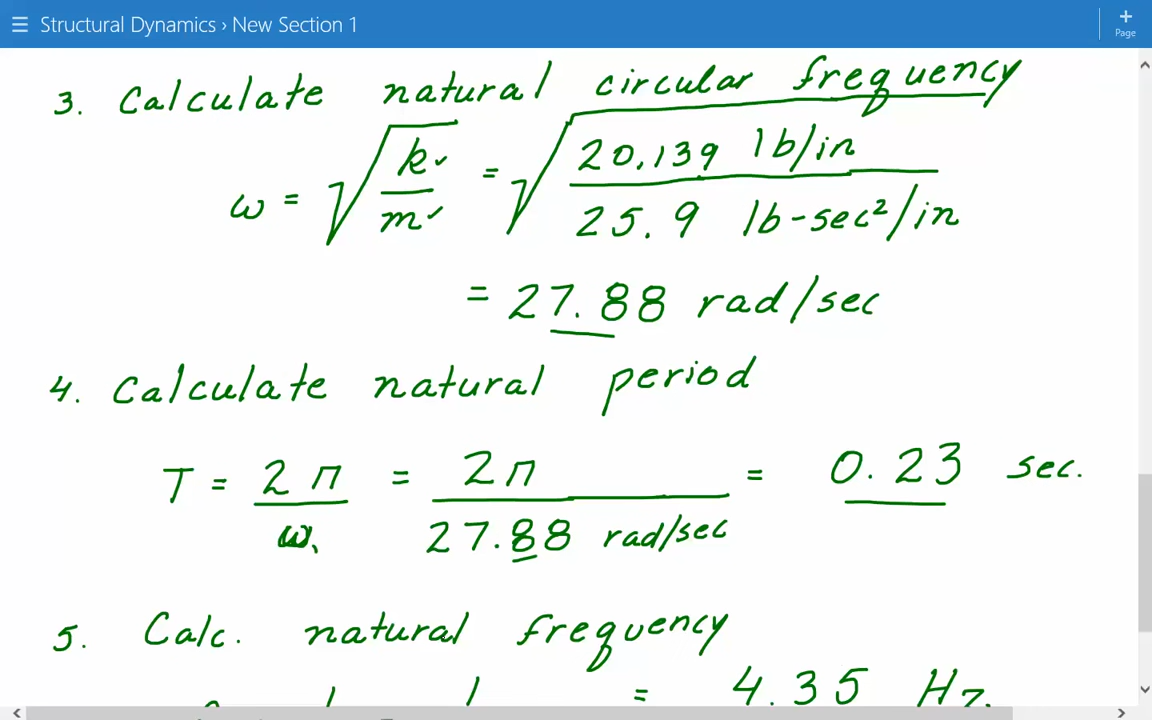 Structural Dynamics › New Section 1
Page
3. Calculate natural circular frequency
ω = √(k/m) = √(20,139 lb/in / 25.9 lb-sec²/in)
= 27.88 rad/sec
4. Calculate natural period
T = 2π/ω = 2π / 27.88 rad/sec = 0.23 sec.
5. Calc. natural frequency
= 4.35 Hz.